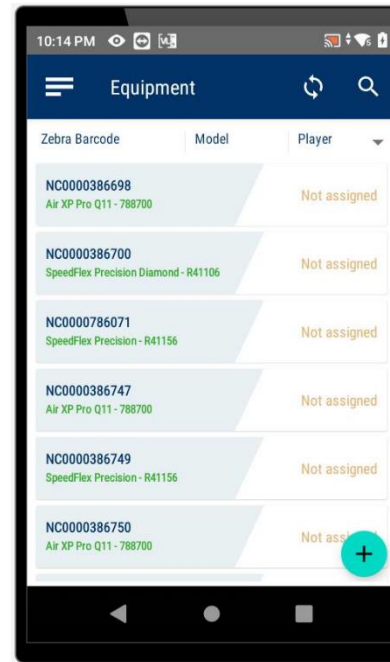 10:14 PM
Equipment
Zebra Barcode Model Player
NC0000386698
Air XP Pro Q11 - 788700
Not assigned
NC0000386700
SpeedFlex Precision Diamond - R41106
Not assigned
NC0000786071
SpeedFlex Precision - R41156
Not assigned
NC0000386747
Air XP Pro Q11 - 788700
Not assigned
NC0000386749
SpeedFlex Precision - R41156
Not assigned
NC0000386750
Air XP Pro Q11 - 788700
Not